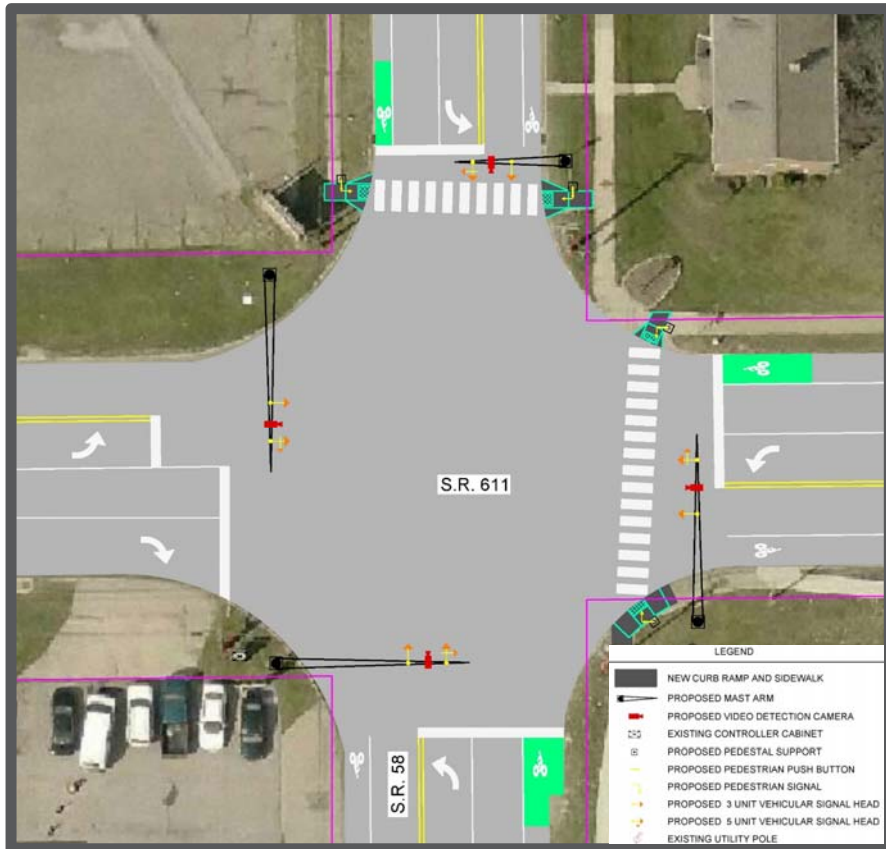 S.R. 611
S.R. 58
LEGEND
NEW CURB RAMP AND SIDEWALK
PROPOSED MAST ARM
PROPOSED VIDEO DETECTION CAMERA
EXISTING CONTROLLER CABINET
PROPOSED PEDESTAL SUPPORT
PROPOSED PEDESTRIAN PUSH BUTTON
PROPOSED PEDESTRIAN SIGNAL
PROPOSED 3 UNIT VEHICULAR SIGNAL HEAD
PROPOSED 5 UNIT VEHICULAR SIGNAL HEAD
EXISTING UTILITY POLE